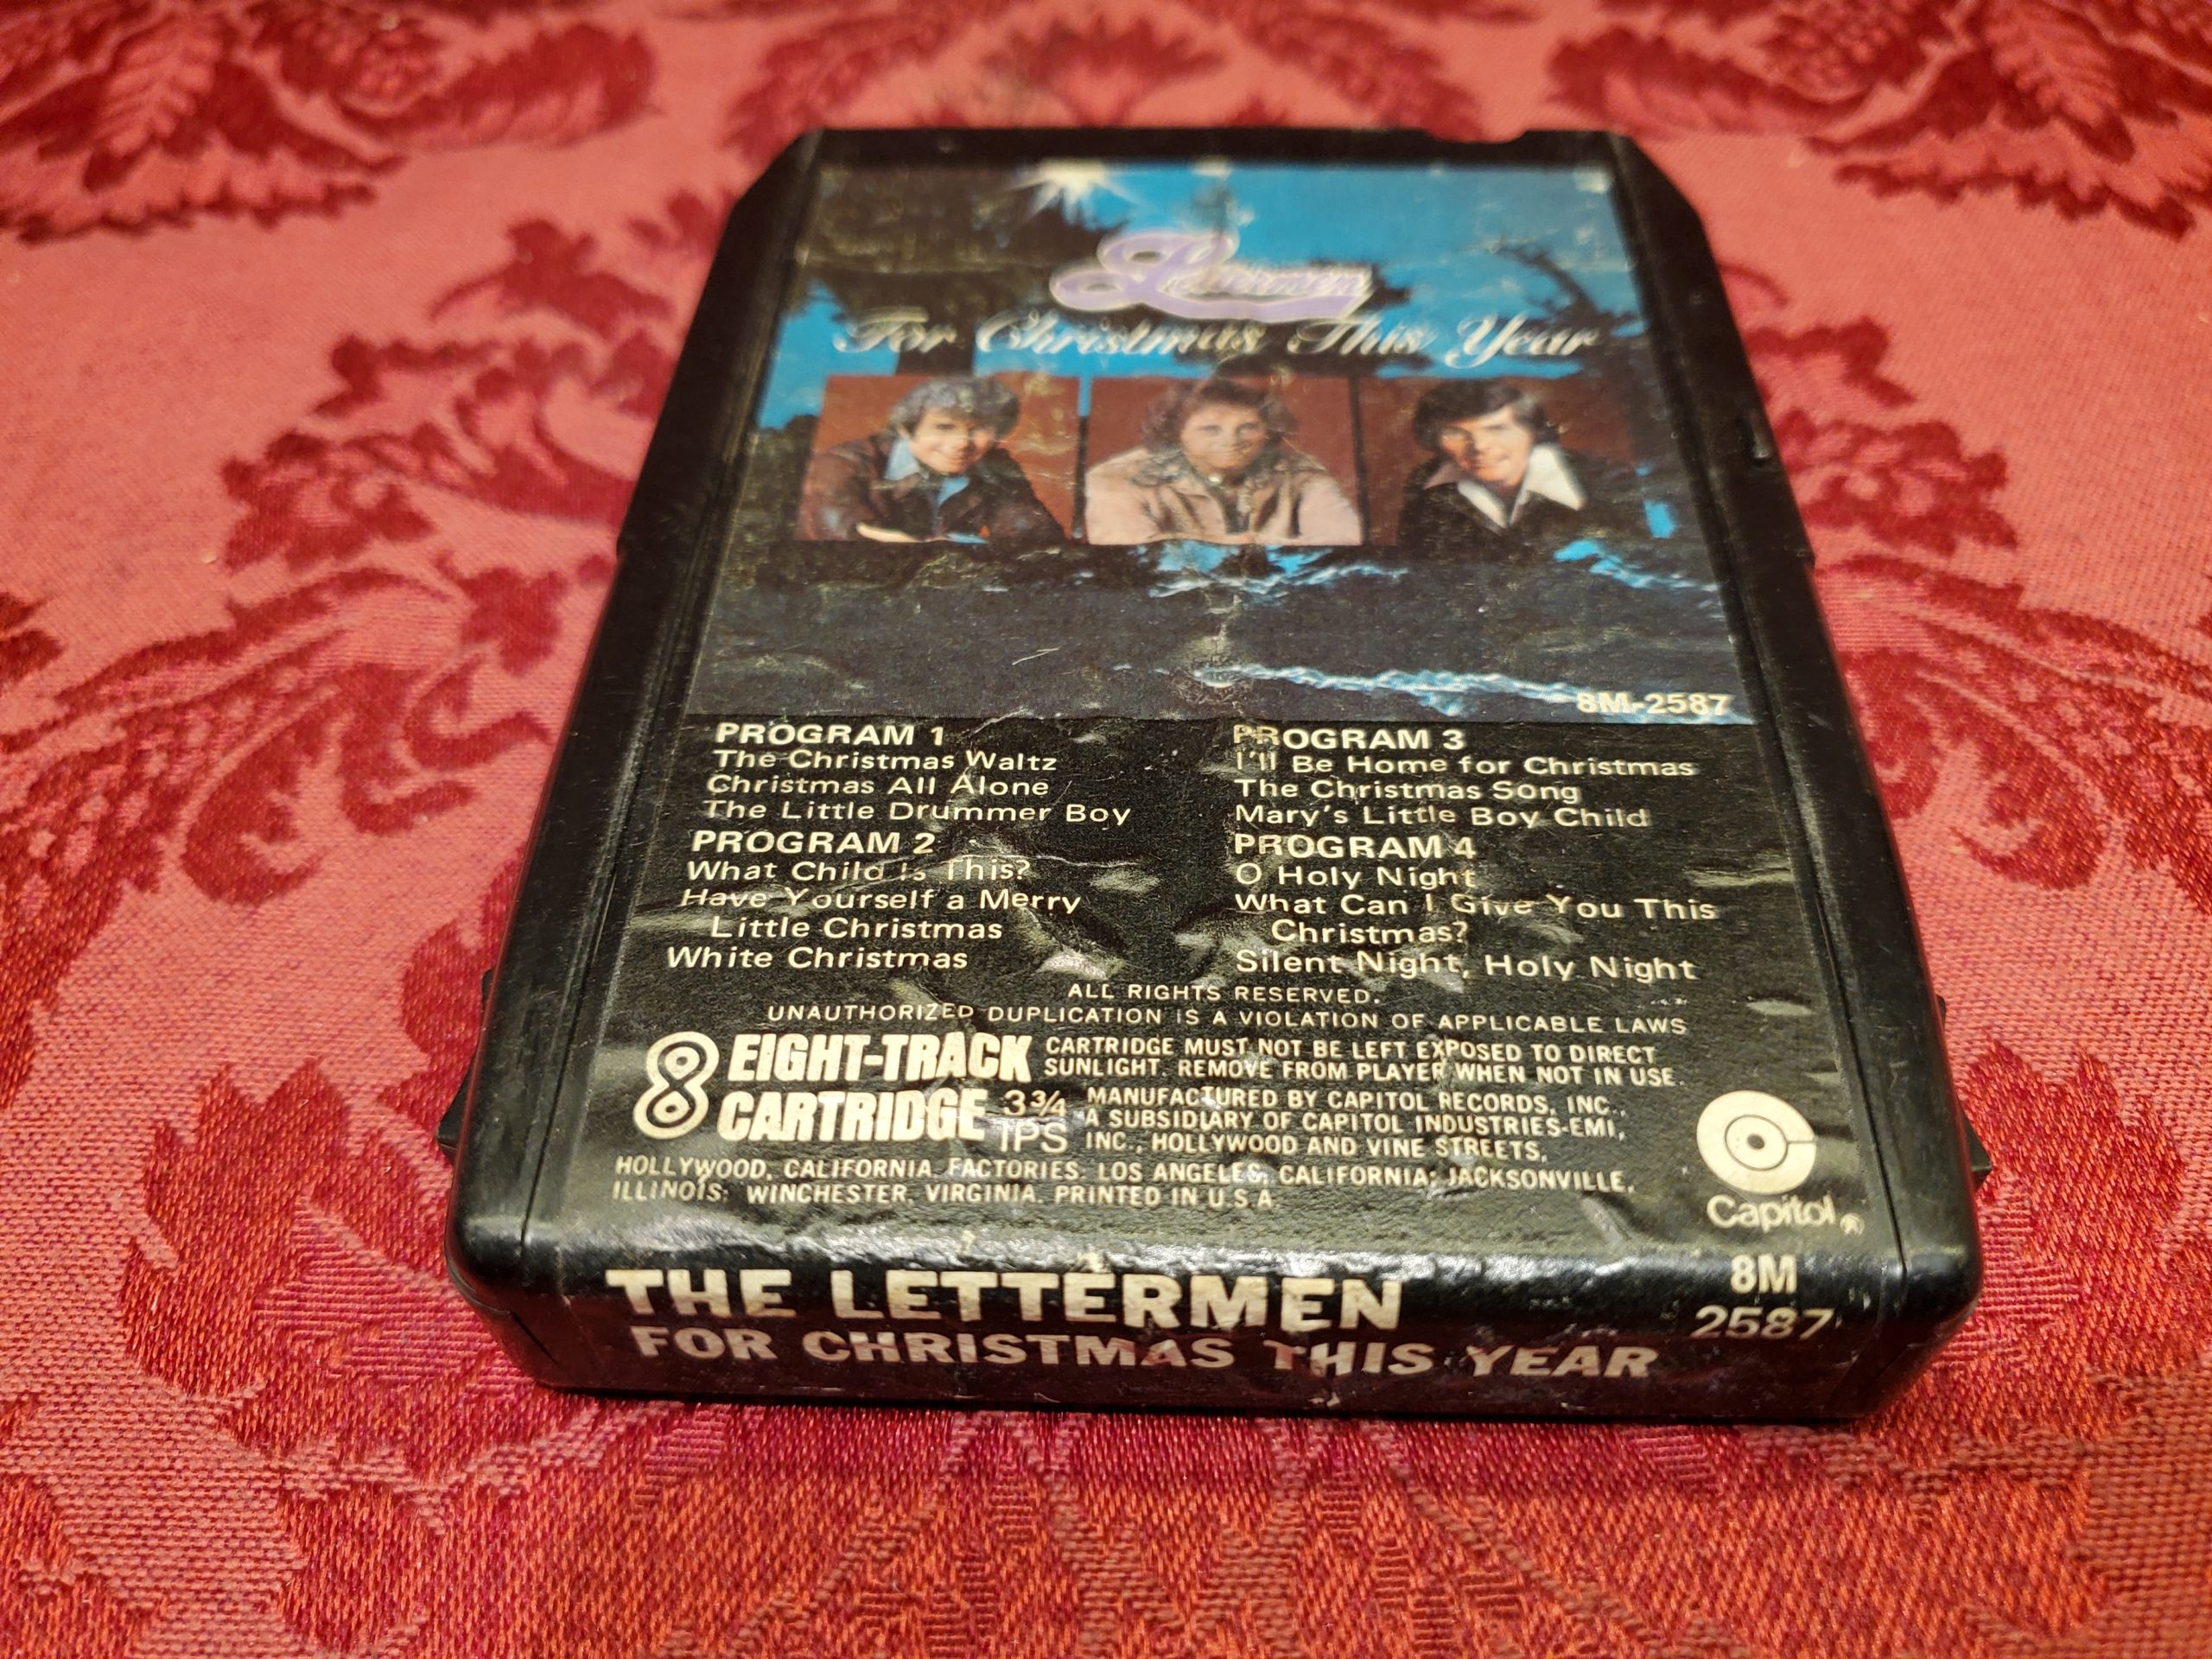 Lettermen
For Christmas This Year
8M-2587
PROGRAM 1
The Christmas Waltz
Christmas All Alone
The Little Drummer Boy
PROGRAM 2
What Child Is This?
Have Yourself a Merry
Little Christmas
White Christmas
PROGRAM 3
I'll Be Home for Christmas
The Christmas Song
Mary's Little Boy Child
PROGRAM 4
O Holy Night
What Can I Give You This
Christmas?
Silent Night, Holy Night
ALL RIGHTS RESERVED.
UNAUTHORIZED DUPLICATION IS A VIOLATION OF APPLICABLE LAWS
8 EIGHT-TRACK
CARTRIDGE 3¾
IPS
CARTRIDGE MUST NOT BE LEFT EXPOSED TO DIRECT
SUNLIGHT. REMOVE FROM PLAYER WHEN NOT IN USE.
MANUFACTURED BY CAPITOL RECORDS, INC.,
A SUBSIDIARY OF CAPITOL INDUSTRIES-EMI,
INC., HOLLYWOOD AND VINE STREETS,
HOLLYWOOD, CALIFORNIA. FACTORIES: LOS ANGELES, CALIFORNIA; JACKSONVILLE,
ILLINOIS; WINCHESTER, VIRGINIA. PRINTED IN U.S.A.
Capitol®
THE LETTERMEN
FOR CHRISTMAS THIS YEAR
8M
2587